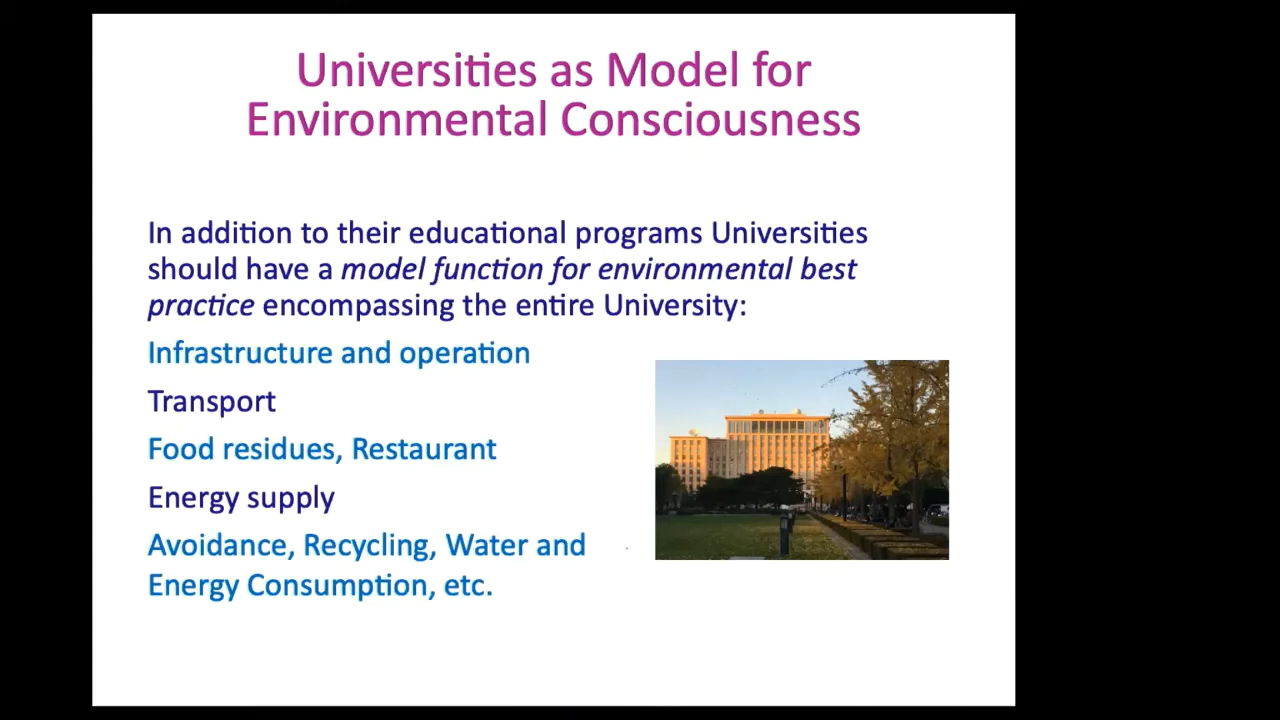 Universities as Model for
Environmental Consciousness
In addition to their educational programs Universities
should have a model function for environmental best
practice encompassing the entire University:
Infrastructure and operation
Transport
Food residues, Restaurant
Energy supply
Avoidance, Recycling, Water and
Energy Consumption, etc.